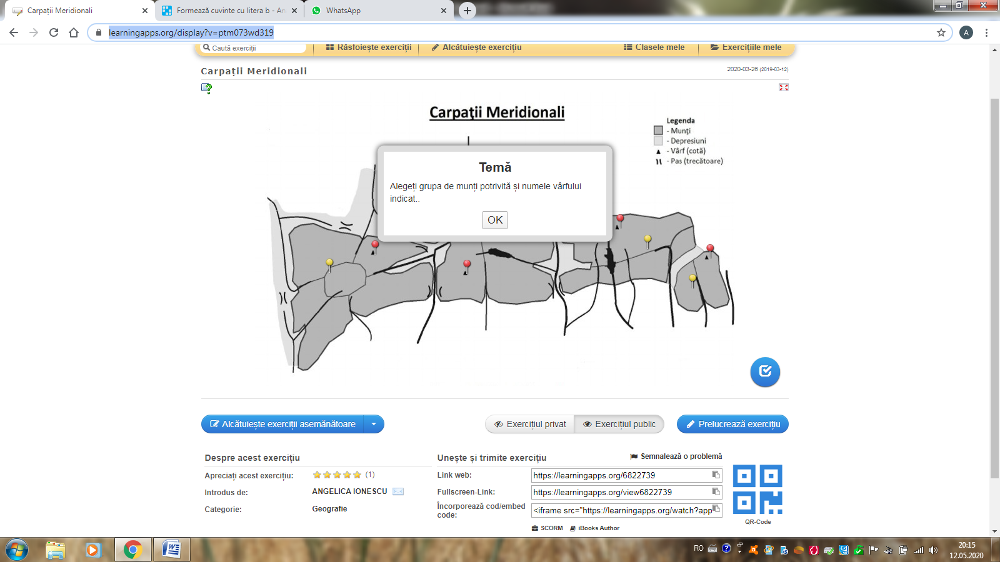 Carpații Meridionali
Formează cuvinte cu litera b - An
WhatsApp
learningapps.org/display?v=ptm073wd319
A
Caută exerciții
Răsfoiește exerciții
Alcătuiește exercițiu
Clasele mele
Exercițiile mele
Carpații Meridionali
2020-03-26 (2019-03-12)
Carpaţii Meridionali
Legenda
- Munţi
- Depresiuni
- Vârf (cotă)
- Pas (trecătoare)
Temă
Alegeți grupa de munți potrivită și numele vârfului
indicat..
OK
Alcătuiește exerciții asemănătoare
Exercițiul privat
Exercițiul public
Prelucrează exercițiu
Despre acest exercițiu
Apreciați acest exercițiu:
(1)
Introdus de:
ANGELICA IONESCU
Categorie:
Geografie
Unește și trimite exercițiu
Semnalează o problemă
Link web:
https://learningapps.org/6822739
Fullscreen-Link:
https://learningapps.org/view6822739
Încorporează cod/embed
code:
<iframe src="https://learningapps.org/watch?app
SCORM
iBooks Author
QR-Code
RO
20:15
12.05.2020